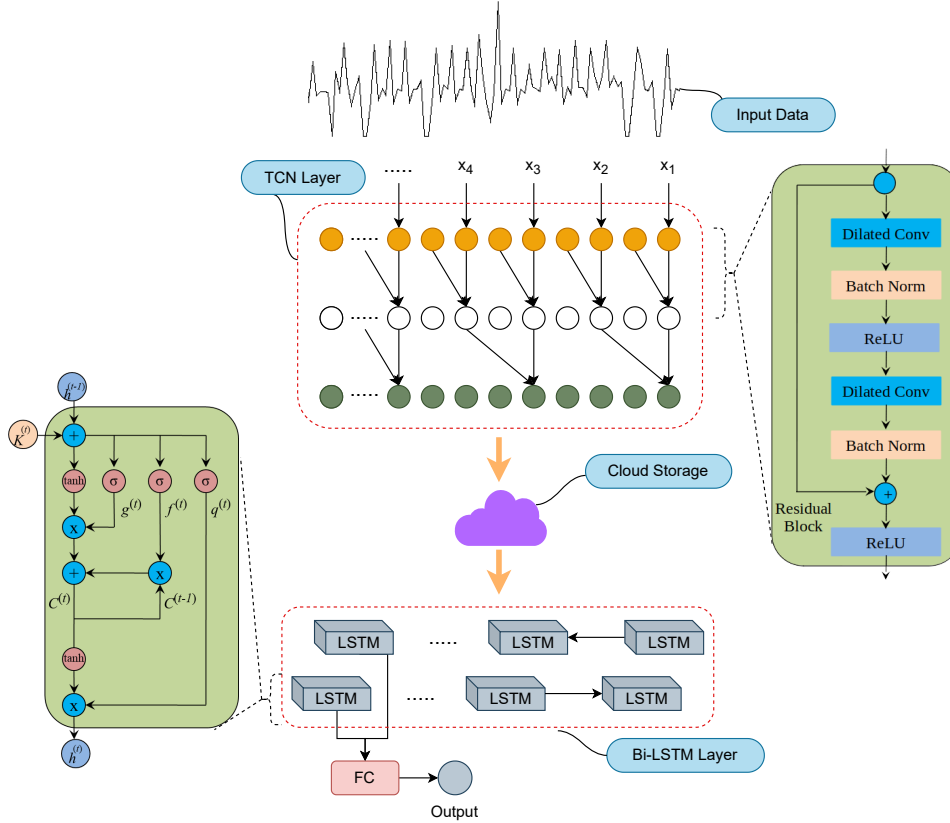 Input Data
TCN Layer
..... x4 x3 x2 x1
.....
.....
.....
Dilated Conv
Batch Norm
ReLU
Dilated Conv
Batch Norm
+
Residual
Block
ReLU
h(t-1)
K(t)
+
tanh σ σ σ
g(t) f(t) q(t)
x
+ x
C(t) C(t-1)
tanh
x
h(t)
Cloud Storage
LSTM ..... LSTM LSTM
LSTM ..... LSTM LSTM
Bi-LSTM Layer
FC
Output